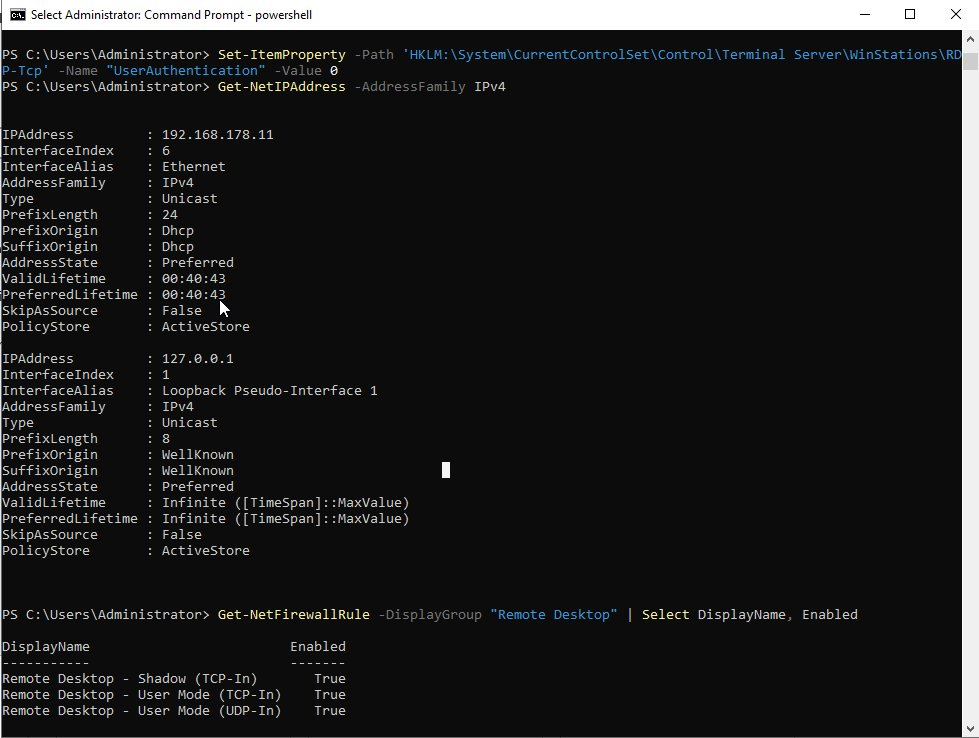 Select Administrator: Command Prompt - powershell
PS C:\Users\Administrator> Set-ItemProperty -Path 'HKLM:\System\CurrentControlSet\Control\Terminal Server\WinStations\RD
P-Tcp' -Name "UserAuthentication" -Value 0
PS C:\Users\Administrator> Get-NetIPAddress -AddressFamily IPv4
IPAddress         : 192.168.178.11
InterfaceIndex    : 6
InterfaceAlias    : Ethernet
AddressFamily     : IPv4
Type              : Unicast
PrefixLength      : 24
PrefixOrigin      : Dhcp
SuffixOrigin      : Dhcp
AddressState      : Preferred
ValidLifetime     : 00:40:43
PreferredLifetime : 00:40:43
SkipAsSource      : False
PolicyStore       : ActiveStore
IPAddress         : 127.0.0.1
InterfaceIndex    : 1
InterfaceAlias    : Loopback Pseudo-Interface 1
AddressFamily     : IPv4
Type              : Unicast
PrefixLength      : 8
PrefixOrigin      : WellKnown
SuffixOrigin      : WellKnown
AddressState      : Preferred
ValidLifetime     : Infinite ([TimeSpan]::MaxValue)
PreferredLifetime : Infinite ([TimeSpan]::MaxValue)
SkipAsSource      : False
PolicyStore       : ActiveStore
PS C:\Users\Administrator> Get-NetFirewallRule -DisplayGroup "Remote Desktop" | Select DisplayName, Enabled
DisplayName                         Enabled
-----------                         -------
Remote Desktop - Shadow (TCP-In)       True
Remote Desktop - User Mode (TCP-In)    True
Remote Desktop - User Mode (UDP-In)    True